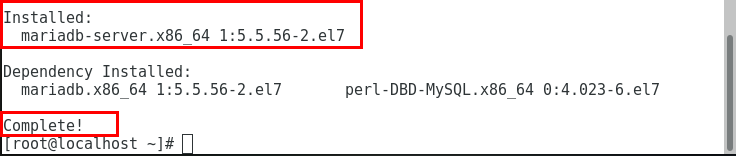 Installed:
  mariadb-server.x86_64 1:5.5.56-2.el7
Dependency Installed:
  mariadb.x86_64 1:5.5.56-2.el7       perl-DBD-MySQL.x86_64 0:4.023-6.el7
Complete!
[root@localhost ~]#